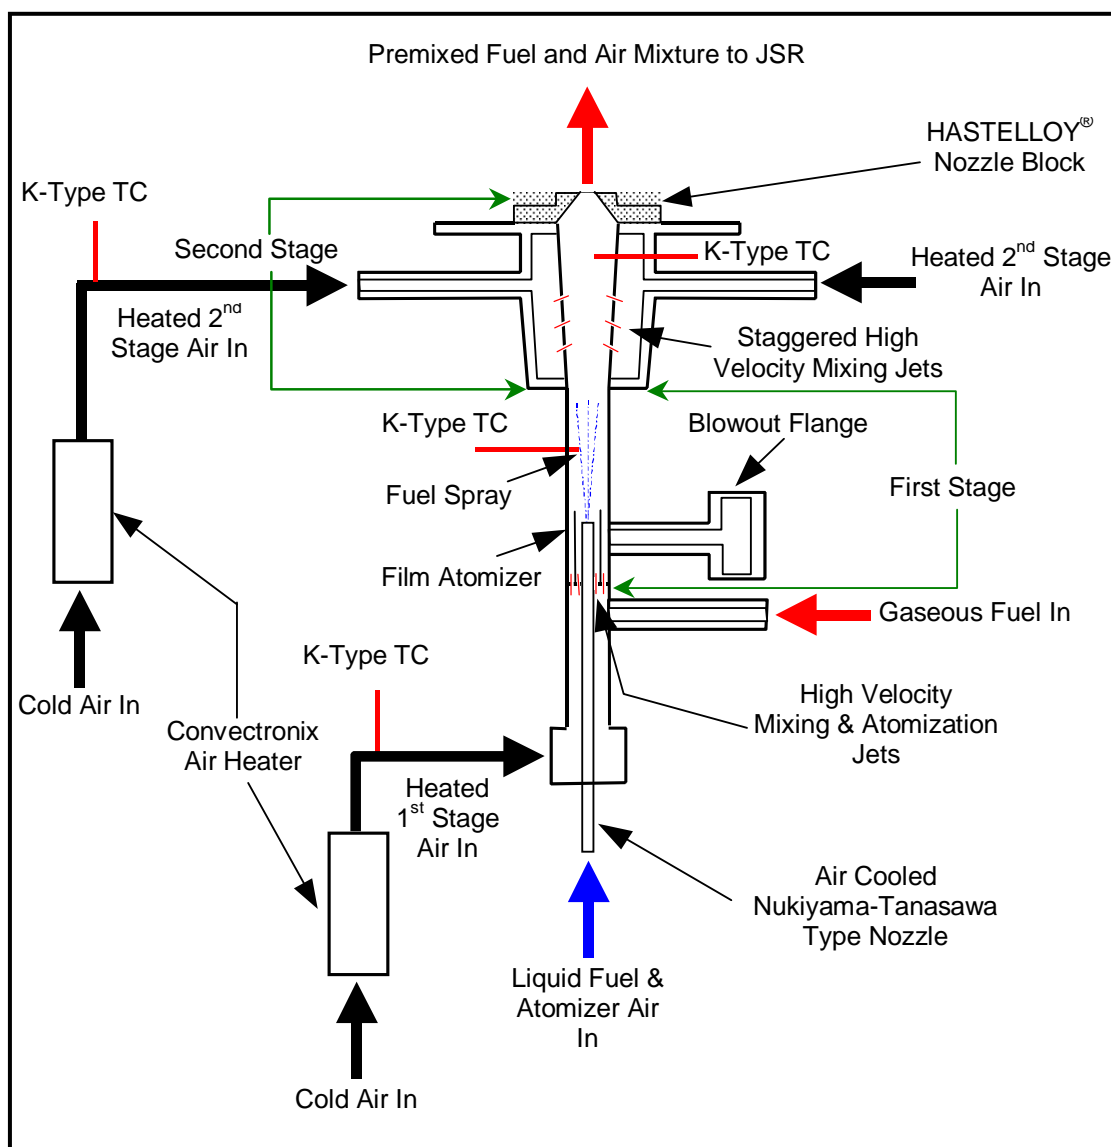 Premixed Fuel and Air Mixture to JSR
HASTELLOY®
Nozzle Block
K-Type TC
Second Stage
K-Type TC
Heated 2nd Stage
Air In
Heated 2nd
Stage Air In
Staggered High
Velocity Mixing Jets
K-Type TC
Blowout Flange
Fuel Spray
First Stage
Film Atomizer
Gaseous Fuel In
K-Type TC
Cold Air In
High Velocity
Mixing & Atomization
Jets
Convectronix
Air Heater
Heated
1st Stage
Air In
Air Cooled
Nukiyama-Tanasawa
Type Nozzle
Liquid Fuel &
Atomizer Air
In
Cold Air In